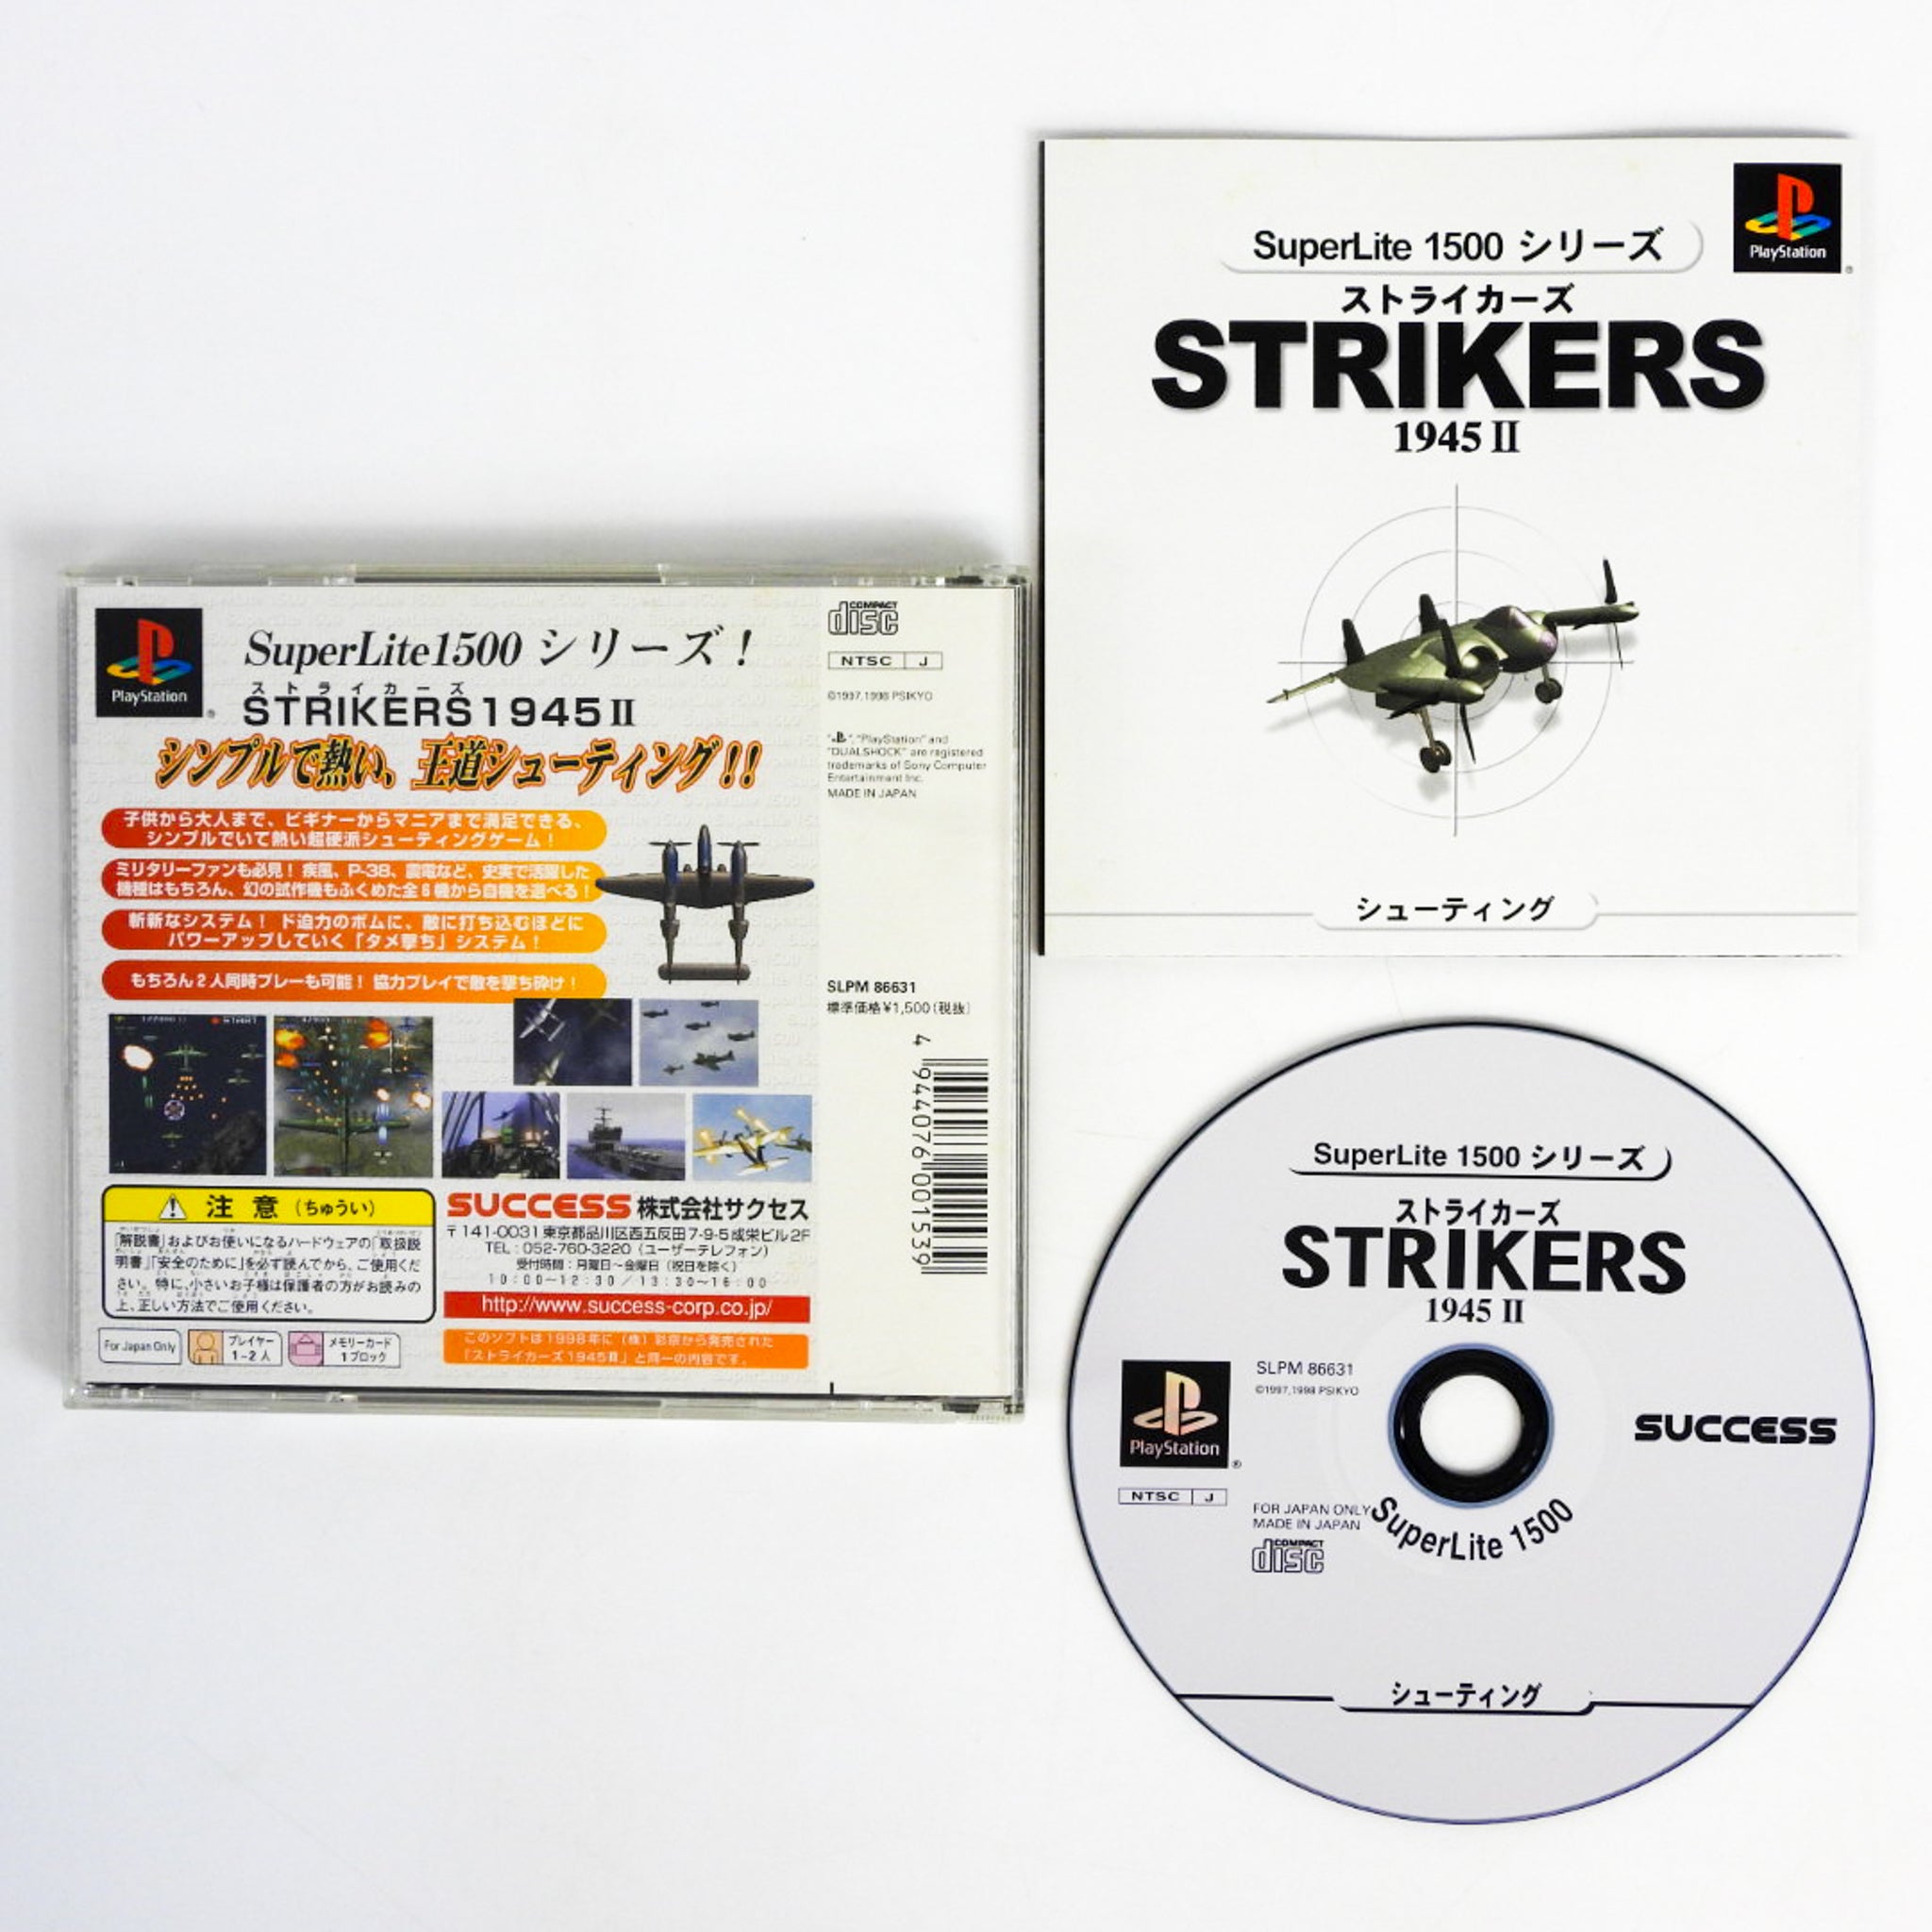 PlayStation
SuperLite1500 シリーズ！
ストライカーズ
STRIKERS1945 II
シンプルで熱い、王道シューティング!!
子供から大人まで、ビギナーからマニアまで満足できる、
シンプルでいて熱い超硬派シューティングゲーム！
ミリタリーファンも必見！ 疾風、P-38、震電など、史実で活躍した
機種はもちろん、幻の試作機もふくめた全6機から自機を選べる！
斬新なシステム！ ド迫力のボムに、敵に打ち込むほどに
パワーアップしていく「タメ撃ち」システム！
もちろん2人同時プレーも可能！ 協力プレイで敵を撃ち砕け！
注意（ちゅうい）
「解説書」およびお使いになるハードウェアの「取扱説
明書」「安全のために」を必ず読んでから、ご使用くだ
さい。特に、小さいお子様は保護者の方がお読みの
上、正しい方法でご使用ください。
For Japan Only
プレイヤー
1~2人
メモリーカード
1ブロック
SUCCESS 株式会社サクセス
〒141-0031 東京都品川区西五反田7-9-5 成栄ビル2F
TEL：052-760-3220（ユーザーテレフォン）
受付時間：月曜日～金曜日（祝日を除く）
10:00~12:30／13:30~16:00
http://www.success-corp.co.jp/
このソフトは1998年に（株）彩京から発売された
「ストライカーズ1945II」と同一の内容です。
COMPACT
disc
NTSC J
©1997,1998 PSIKYO
"PlayStation" and
"DUALSHOCK" are registered
trademarks of Sony Computer
Entertainment Inc.
MADE IN JAPAN
SLPM 86631
標準価格¥1,500(税抜)
4 944076 001539
SuperLite 1500 シリーズ
PlayStation
ストライカーズ
STRIKERS
1945 II
シューティング
SuperLite 1500 シリーズ
ストライカーズ
STRIKERS
1945 II
SLPM 86631
©1997,1998 PSIKYO
PlayStation
SUCCESS
NTSC J
FOR JAPAN ONLY
MADE IN JAPAN
COMPACT
disc
SuperLite 1500
シューティング